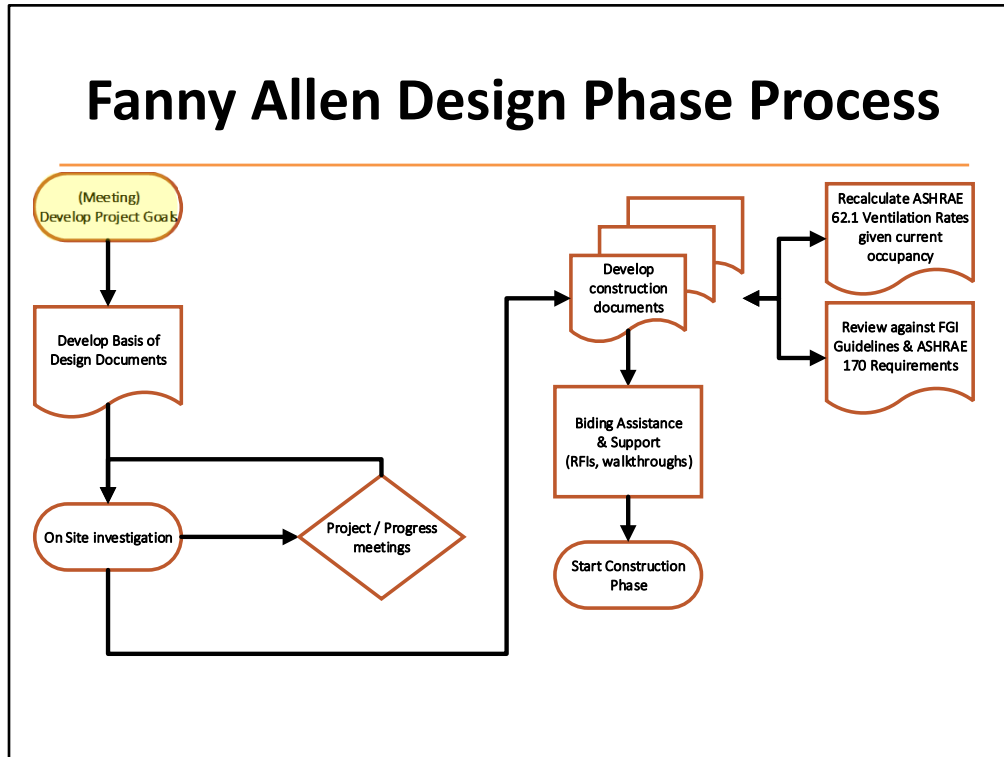 Fanny Allen Design Phase Process
(Meeting)
Develop Project Goals
Develop Basis of
Design Documents
On Site investigation
Project / Progress
meetings
Develop
construction
documents
Biding Assistance
& Support
(RFIs, walkthroughs)
Start Construction
Phase
Recalculate ASHRAE
62.1 Ventilation Rates
given current
occupancy
Review against FGI
Guidelines & ASHRAE
170 Requirements